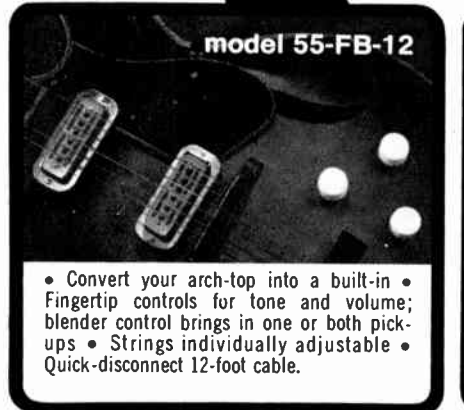 model 55-FB-12
• Convert your arch-top into a built-in •
Fingertip controls for tone and volume;
blender control brings in one or both pick-
ups • Strings individually adjustable •
Quick-disconnect 12-foot cable.